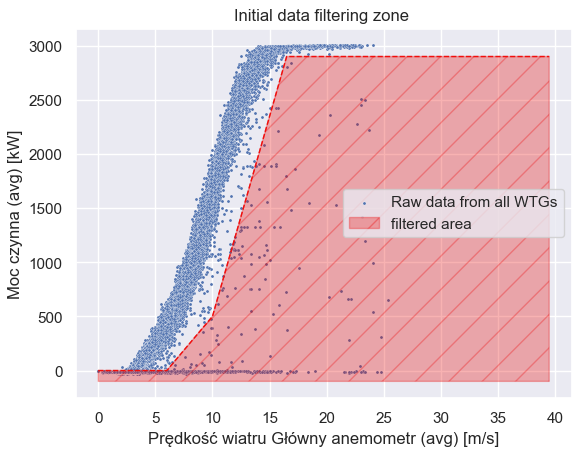 Initial data filtering zone
3000
2500
2000
1500
1000
500
0
Moc czynna (avg) [kW]
Raw data from all WTGs
filtered area
0 5 10 15 20 25 30 35 40
Prędkość wiatru Główny anemometr (avg) [m/s]